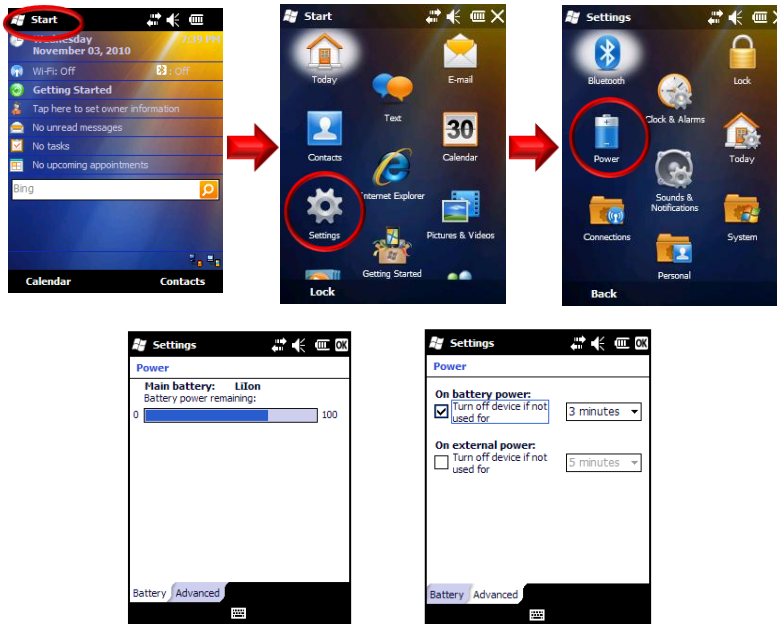 Start
Wednesday 7:39 PM
November 03, 2010
Wi-Fi: Off : Off
Getting Started
Tap here to set owner information
No unread messages
No tasks
No upcoming appointments
Bing
Calendar Contacts
Start
Today
E-mail
Text
Contacts
30
Calendar
Internet Explorer
Settings
Pictures & Videos
Getting Started
Lock
Settings
Bluetooth
Lock
Clock & Alarms
Power
Today
Sounds &
Notifications
Connections
System
Personal
Back
Settings OK
Power
Main battery: LiIon
Battery power remaining:
0 100
Battery Advanced
Settings OK
Power
On battery power:
Turn off device if not
used for
3 minutes
On external power:
Turn off device if not
used for
5 minutes
Battery Advanced